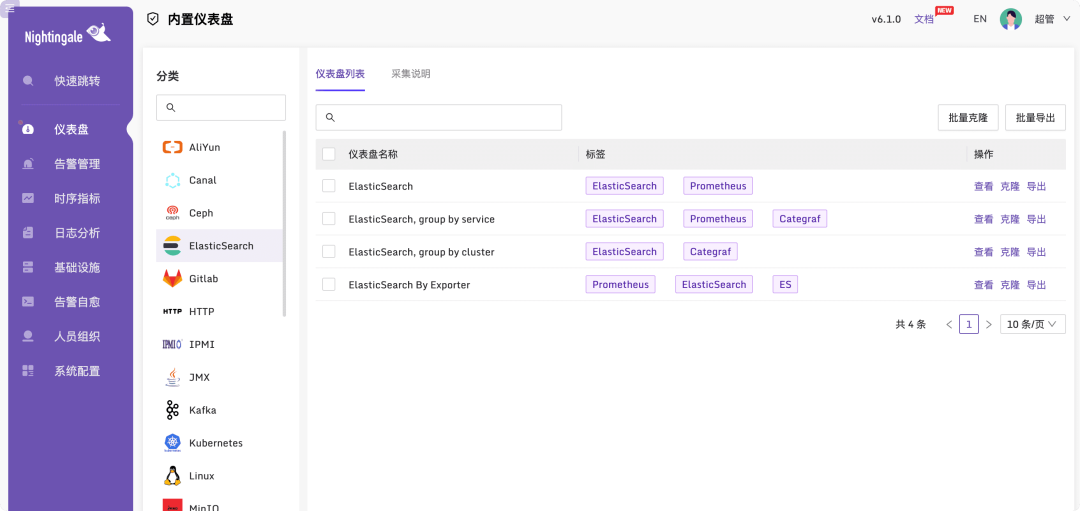 Nightingale
快速跳转
仪表盘
告警管理
时序指标
日志分析
基础设施
告警自愈
人员组织
系统配置
内置仪表盘
v6.1.0 文档 NEW EN 超管
分类
AliYun
Canal
Ceph
ElasticSearch
Gitlab
HTTP HTTP
IPMI IPMI
JMX
Kafka
Kubernetes
Linux
MinIO
仪表盘列表 采集说明
批量克隆 批量导出
仪表盘名称 标签 操作
ElasticSearch ElasticSearch Prometheus 查看 克隆 导出
ElasticSearch, group by service ElasticSearch Prometheus Categraf 查看 克隆 导出
ElasticSearch, group by cluster ElasticSearch Categraf 查看 克隆 导出
ElasticSearch By Exporter Prometheus ElasticSearch ES 查看 克隆 导出
共 4 条 1 10 条/页